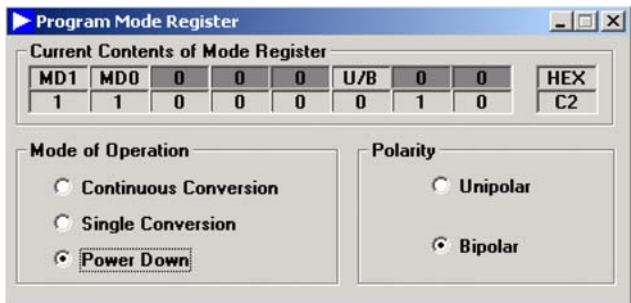 Program Mode Register
Current Contents of Mode Register
MD1 MD0 0 0 0 U/B 0 0 HEX
1 1 0 0 0 0 1 0 C2
Mode of Operation
Continuous Conversion
Single Conversion
Power Down
Polarity
Unipolar
Bipolar